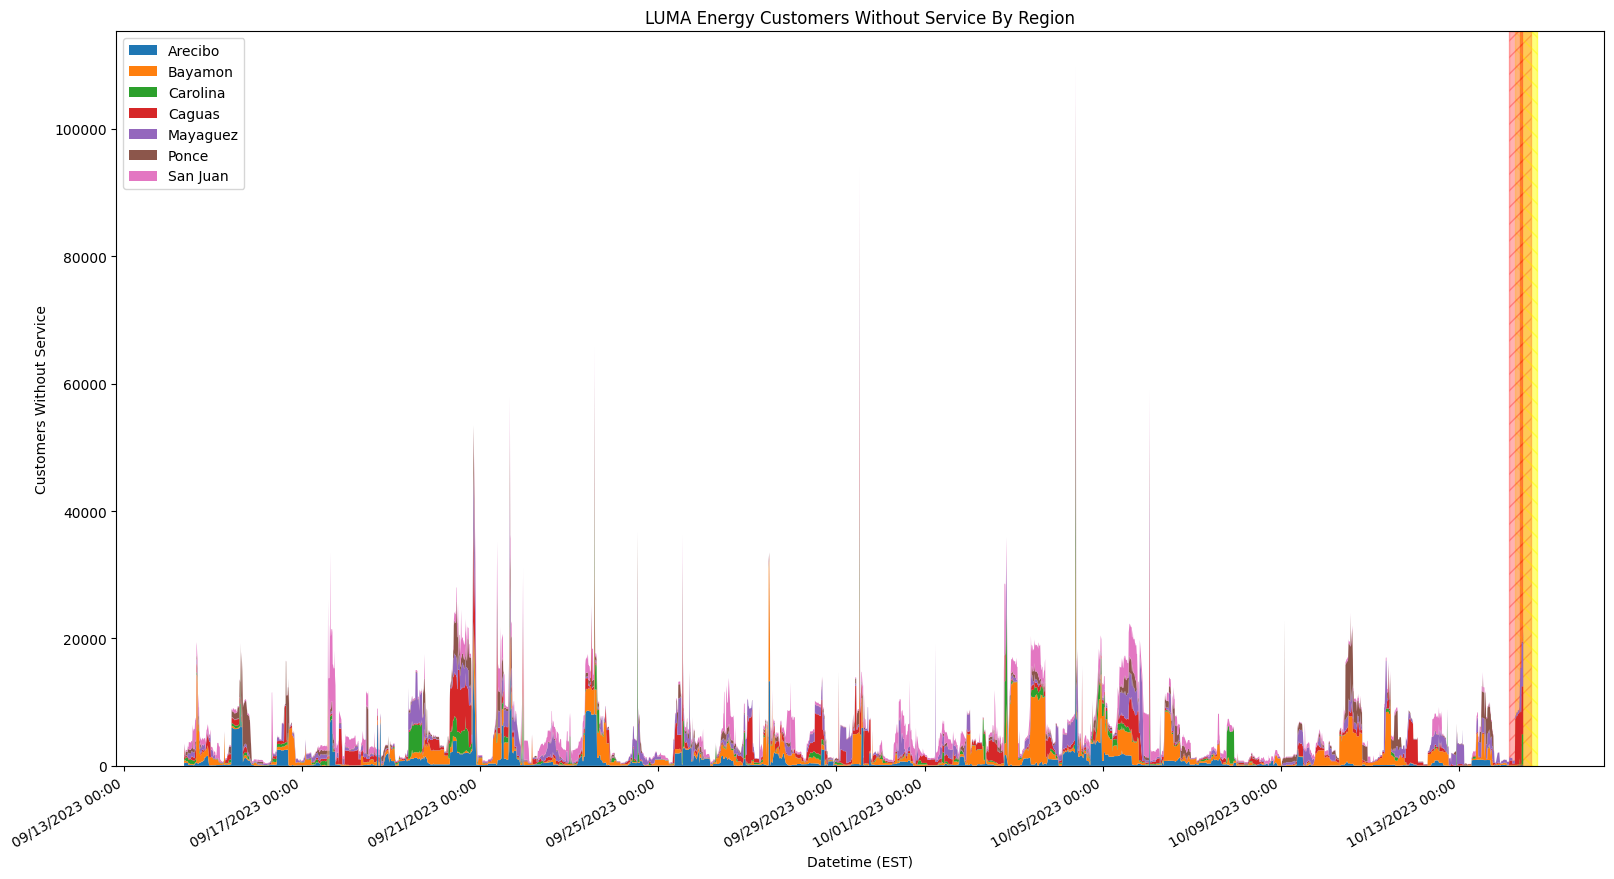 LUMA Energy Customers Without Service By Region
Arecibo
Bayamon
Carolina
Caguas
Mayaguez
Ponce
San Juan
100000
80000
60000
40000
20000
0
Customers Without Service
09/13/2023 00:00
09/17/2023 00:00
09/21/2023 00:00
09/25/2023 00:00
09/29/2023 00:00
10/01/2023 00:00
10/05/2023 00:00
10/09/2023 00:00
10/13/2023 00:00
Datetime (EST)